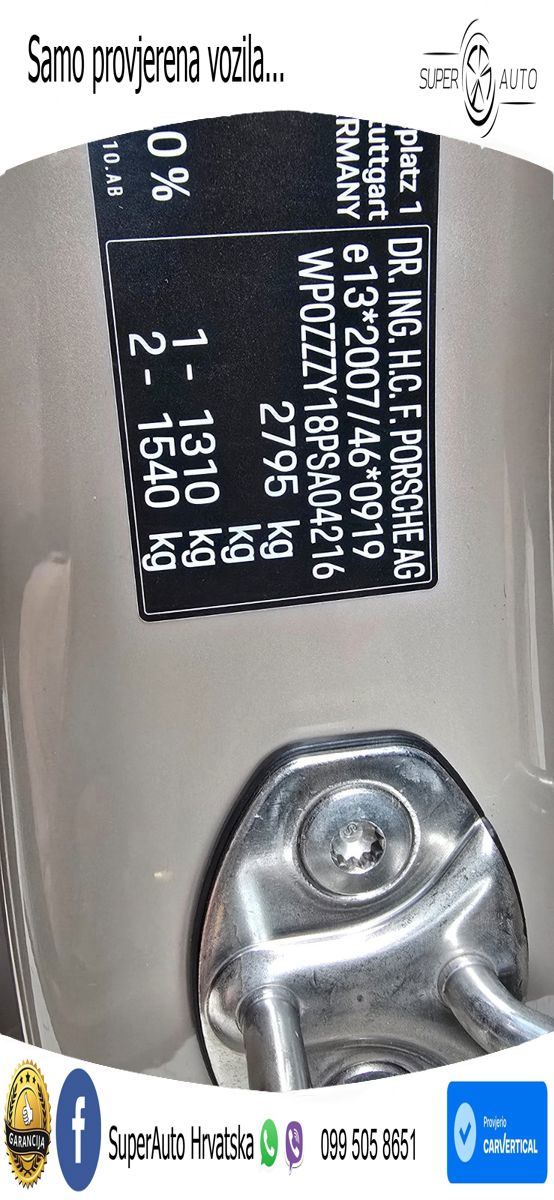 Samo provjerena vozila...
SUPER AUTO
platz 1
tuttgart
RMANY
0%
10.AB
DR. ING. H.C. F. PORSCHE AG
e13*2007/46*0919
WP0ZZZY18PSA04216
2795 kg
kg
1 - 1310 kg
2 - 1540 kg
GARANCIJA
f
SuperAuto Hrvatska
099 505 8651
Provjerio
CARVERTICAL